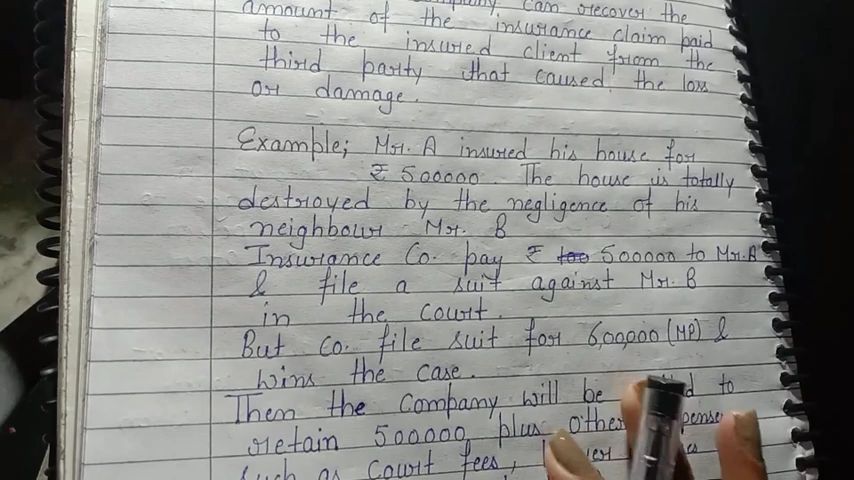 can recover the
amount of the insurance claim paid
to the insured client from the
third party that caused the loss
or damage.
Example; Mr. A insured his house for
₹ 500000. The house is totally
destroyed by the negligence of his
neighbour Mr. B
Insurance Co. pay ₹ 500000 to Mr.A
& file a suit against Mr. B
in the court.
But Co. file suit for 6,00,000 (MP) &
wins the case.
Then the Company will be to
retain 500000 plus other
such as court fees,